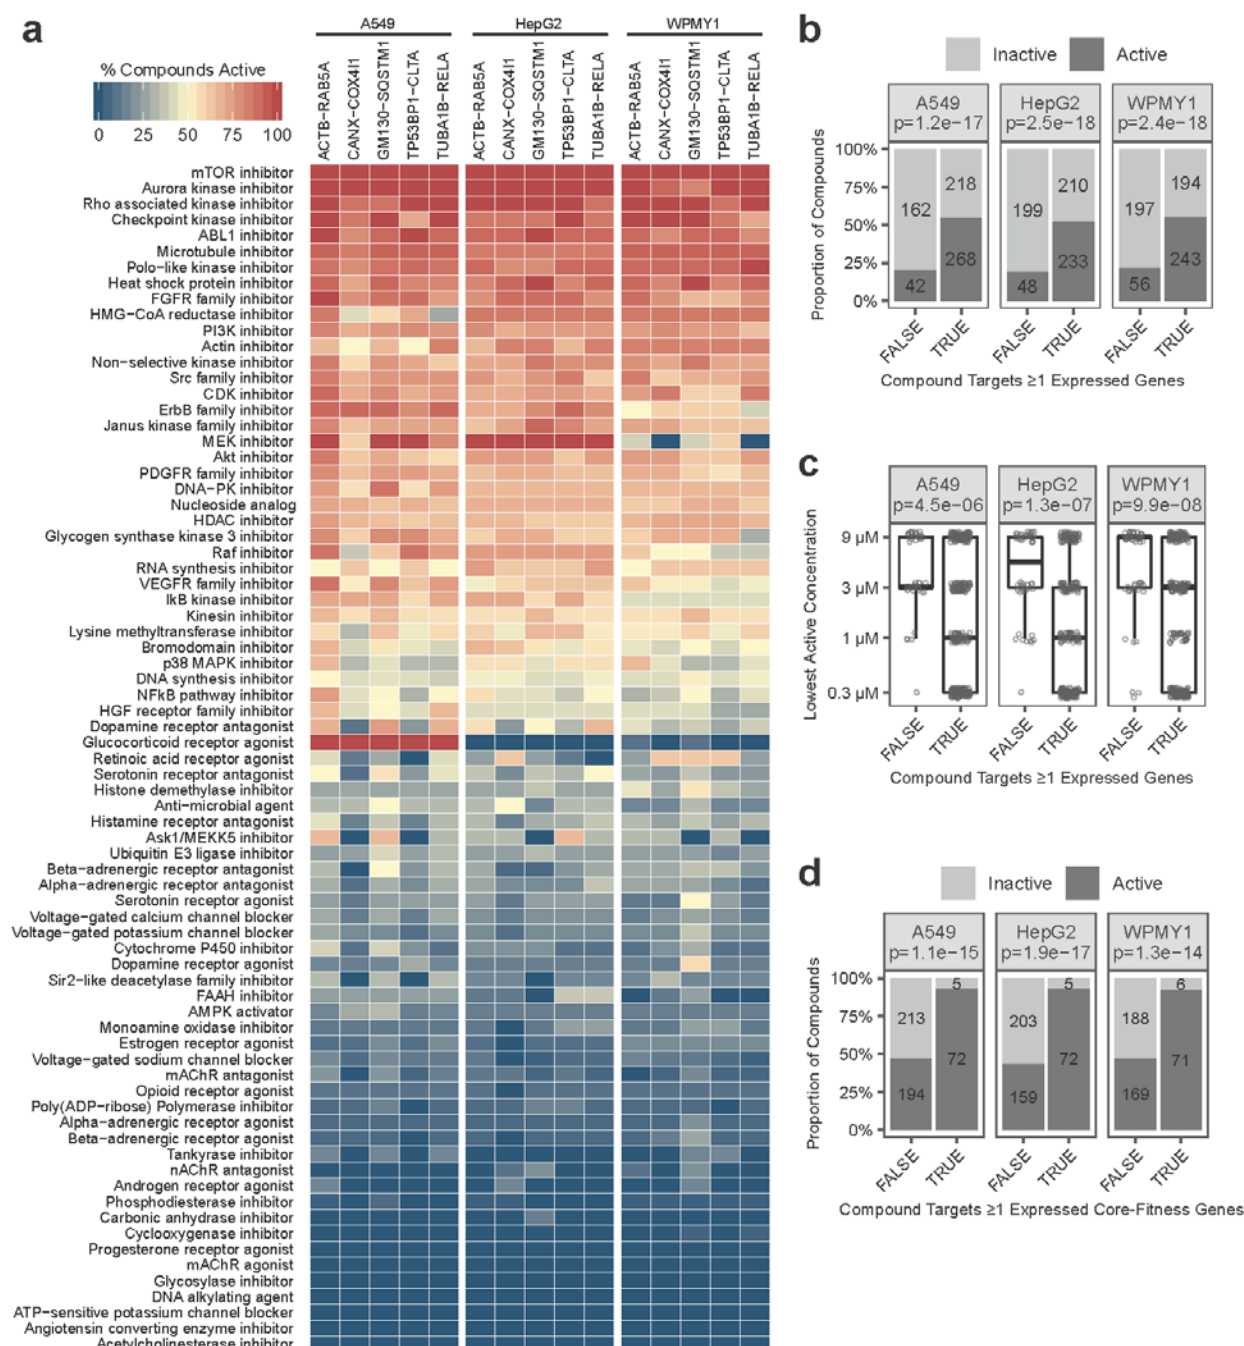 a
A549
HepG2
WPMY1
% Compounds Active
0 25 50 75 100
ACTB−RAB5A
CANX−COX4I1
GM130−SQSTM1
TP53BP1−CLTA
TUBA1B−RELA
ACTB−RAB5A
CANX−COX4I1
GM130−SQSTM1
TP53BP1−CLTA
TUBA1B−RELA
ACTB−RAB5A
CANX−COX4I1
GM130−SQSTM1
TP53BP1−CLTA
TUBA1B−RELA
mTOR inhibitor
Aurora kinase inhibitor
Rho associated kinase inhibitor
Checkpoint kinase inhibitor
ABL1 inhibitor
Microtubule inhibitor
Polo−like kinase inhibitor
Heat shock protein inhibitor
FGFR family inhibitor
HMG−CoA reductase inhibitor
PI3K inhibitor
Actin inhibitor
Non−selective kinase inhibitor
Src family inhibitor
CDK inhibitor
ErbB family inhibitor
Janus kinase family inhibitor
MEK inhibitor
Akt inhibitor
PDGFR family inhibitor
DNA−PK inhibitor
Nucleoside analog
HDAC inhibitor
Glycogen synthase kinase 3 inhibitor
Raf inhibitor
RNA synthesis inhibitor
VEGFR family inhibitor
IkB kinase inhibitor
Kinesin inhibitor
Lysine methyltransferase inhibitor
Bromodomain inhibitor
p38 MAPK inhibitor
DNA synthesis inhibitor
NFkB pathway inhibitor
HGF receptor family inhibitor
Dopamine receptor antagonist
Glucocorticoid receptor agonist
Retinoic acid receptor agonist
Serotonin receptor antagonist
Histone demethylase inhibitor
Anti−microbial agent
Histamine receptor antagonist
Ask1/MEKK5 inhibitor
Ubiquitin E3 ligase inhibitor
Beta−adrenergic receptor antagonist
Alpha−adrenergic receptor antagonist
Serotonin receptor agonist
Voltage−gated calcium channel blocker
Voltage−gated potassium channel blocker
Cytochrome P450 inhibitor
Dopamine receptor agonist
Sir2−like deacetylase family inhibitor
FAAH inhibitor
AMPK activator
Monoamine oxidase inhibitor
Estrogen receptor agonist
Voltage−gated sodium channel blocker
mAChR antagonist
Opioid receptor agonist
Poly(ADP−ribose) Polymerase inhibitor
Alpha−adrenergic receptor agonist
Beta−adrenergic receptor agonist
Tankyrase inhibitor
nAChR antagonist
Androgen receptor agonist
Phosphodiesterase inhibitor
Carbonic anhydrase inhibitor
Cyclooxygenase inhibitor
Progesterone receptor agonist
mAChR agonist
Glycosylase inhibitor
DNA alkylating agent
ATP−sensitive potassium channel blocker
Angiotensin converting enzyme inhibitor
Acetylcholinesterase inhibitor
b
Inactive Active
A549 HepG2 WPMY1
p=1.2e−17 p=2.5e−18 p=2.4e−18
Proportion of Compounds
100%
75%
50%
25%
0%
162 218 199 210 197 194
42 268 48 233 56 243
FALSE TRUE FALSE TRUE FALSE TRUE
Compound Targets ≥1 Expressed Genes
c
A549 HepG2 WPMY1
p=4.5e−06 p=1.3e−07 p=9.9e−08
Lowest Active Concentration
9 µM
3 µM
1 µM
0.3 µM
FALSE TRUE FALSE TRUE FALSE TRUE
Compound Targets ≥1 Expressed Genes
d
Inactive Active
A549 HepG2 WPMY1
p=1.1e−15 p=1.9e−17 p=1.3e−14
Proportion of Compounds
100%
75%
50%
25%
0%
213 5 203 5 188 6
194 72 159 72 169 71
FALSE TRUE FALSE TRUE FALSE TRUE
Compound Targets ≥1 Expressed Core−Fitness Genes